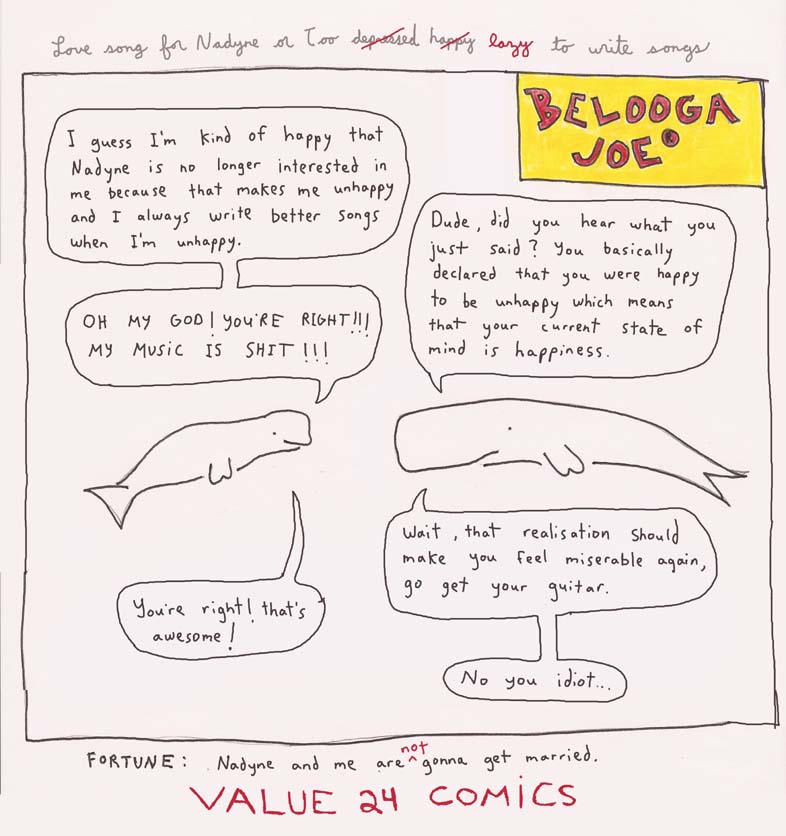 Love song for Nadyne or Too depressed happy lazy to write songs
BELOOGA
JOE®
I guess I'm kind of happy that
Nadyne is no longer interested in
me because that makes me unhappy
and I always write better songs
when I'm unhappy.
Dude, did you hear what you
just said? You basically
declared that you were happy
to be unhappy which means
that your current state of
mind is happiness.
OH MY GOD! YOU'RE RIGHT!!!
MY MUSIC IS SHIT!!!
Wait, that realisation should
make you feel miserable again,
go get your guitar.
You're right! that's
awesome!
No you idiot...
FORTUNE: Nadyne and me are not gonna get married.
VALUE 24 COMICS